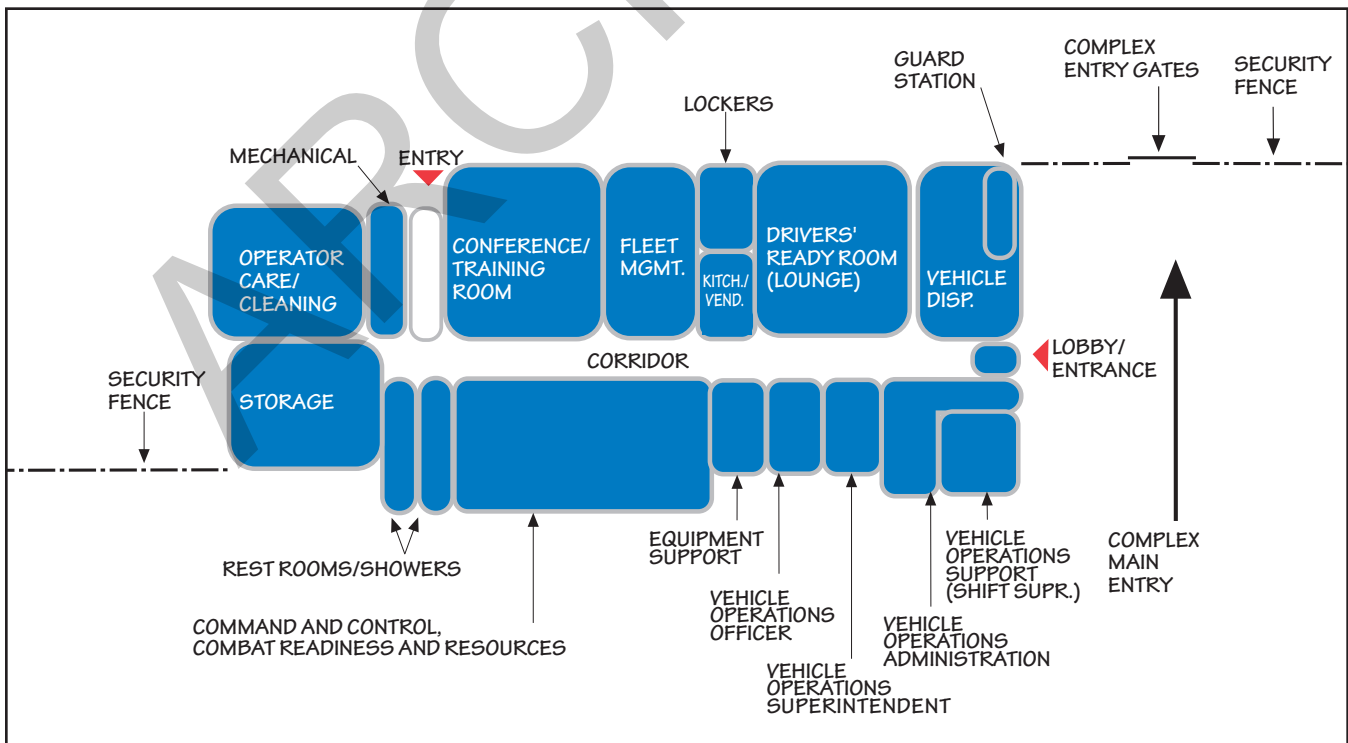 GUARD
STATION
COMPLEX
ENTRY GATES
SECURITY
FENCE
LOCKERS
MECHANICAL
ENTRY
OPERATOR
CARE/
CLEANING
CONFERENCE/
TRAINING
ROOM
FLEET
MGMT.
KITCH./
VEND.
DRIVERS'
READY ROOM
(LOUNGE)
VEHICLE
DISP.
LOBBY/
ENTRANCE
CORRIDOR
SECURITY
FENCE
STORAGE
REST ROOMS/SHOWERS
COMMAND AND CONTROL,
COMBAT READINESS AND RESOURCES
EQUIPMENT
SUPPORT
VEHICLE
OPERATIONS
OFFICER
VEHICLE
OPERATIONS
SUPERINTENDENT
VEHICLE
OPERATIONS
ADMINISTRATION
VEHICLE
OPERATIONS
SUPPORT
(SHIFT SUPR.)
COMPLEX
MAIN
ENTRY